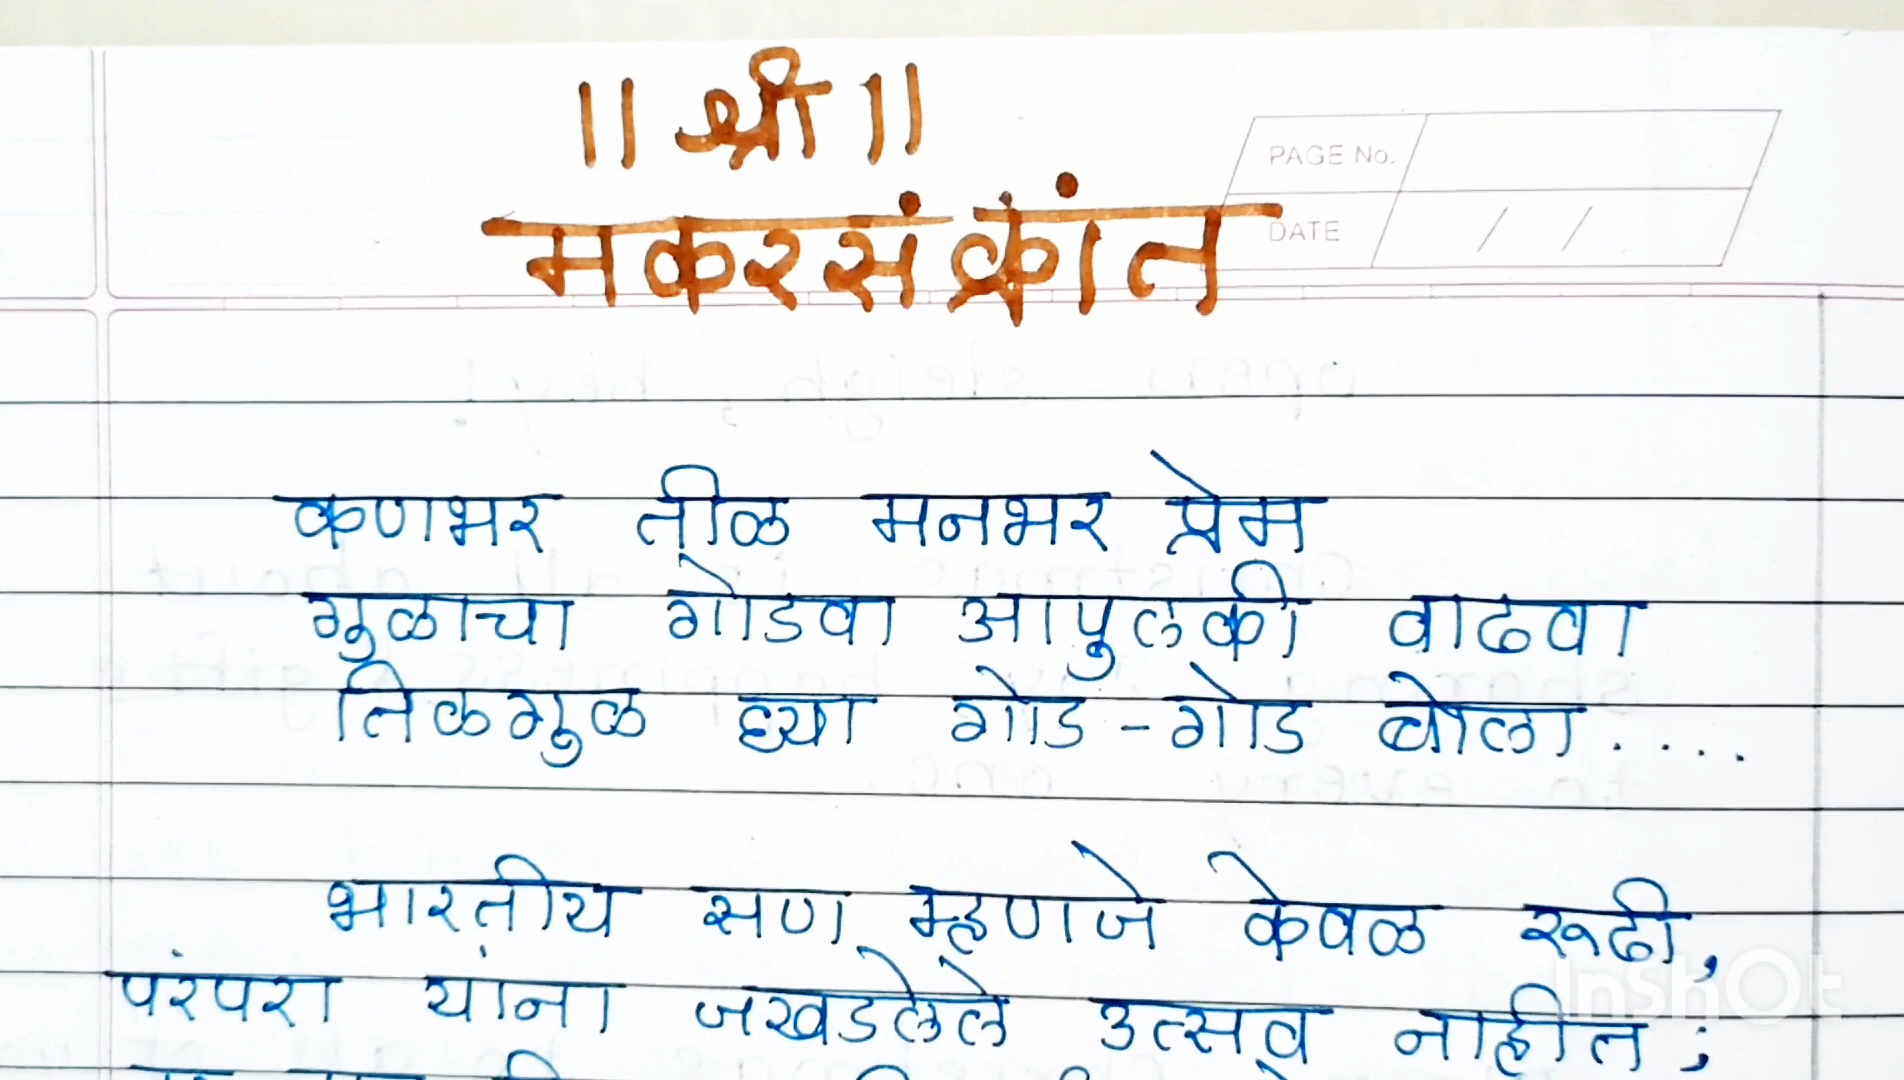 ॥ श्री ॥
मकरसंक्रांत
PAGE No.
DATE / /
कणभर तीळ मनभर प्रेम
गुळाचा गोडवा आपुलकी वाढवा
तिळगुळ घ्या गोड - गोड बोला....
भारतीय सण म्हणजे केवळ रूढी,
परंपरा यांना जखडलेले उत्सव नाहीत;
InShOt